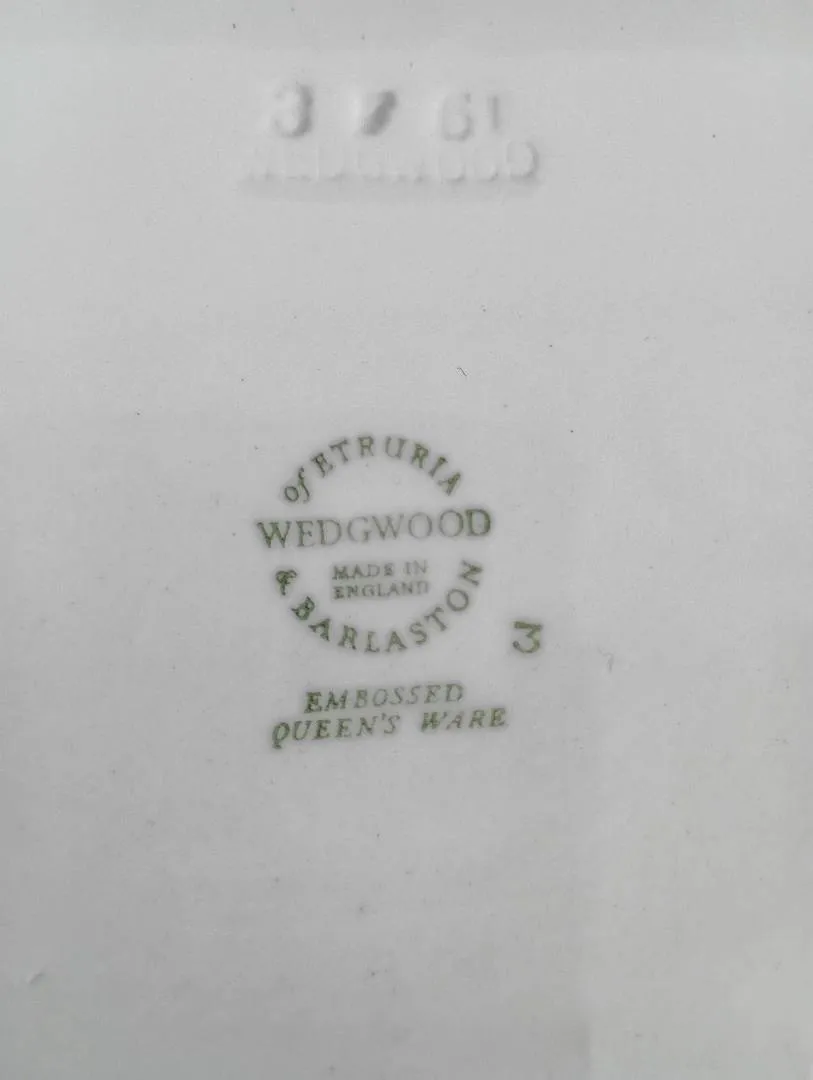 of ETRURIA
WEDGWOOD
MADE IN
ENGLAND
& BARLASTON
3
EMBOSSED
QUEEN'S WARE